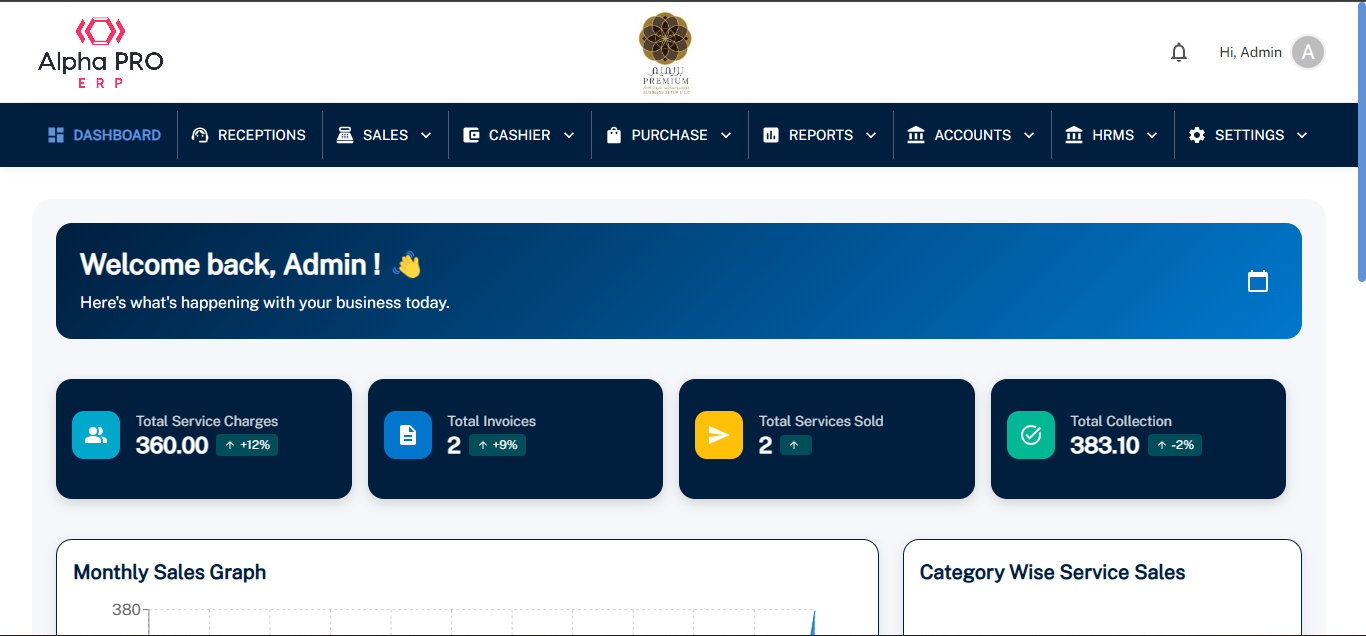 Alpha PRO
ERP
PREMIUM
Hi, Admin
A
DASHBOARD
RECEPTIONS
SALES
CASHIER
PURCHASE
REPORTS
ACCOUNTS
HRMS
SETTINGS
Welcome back, Admin ! 👋
Here's what's happening with your business today.
Total Service Charges
360.00 ↑ +12%
Total Invoices
2 ↑ +9%
Total Services Sold
2 ↑
Total Collection
383.10 ↑ -2%
Monthly Sales Graph
380
Category Wise Service Sales